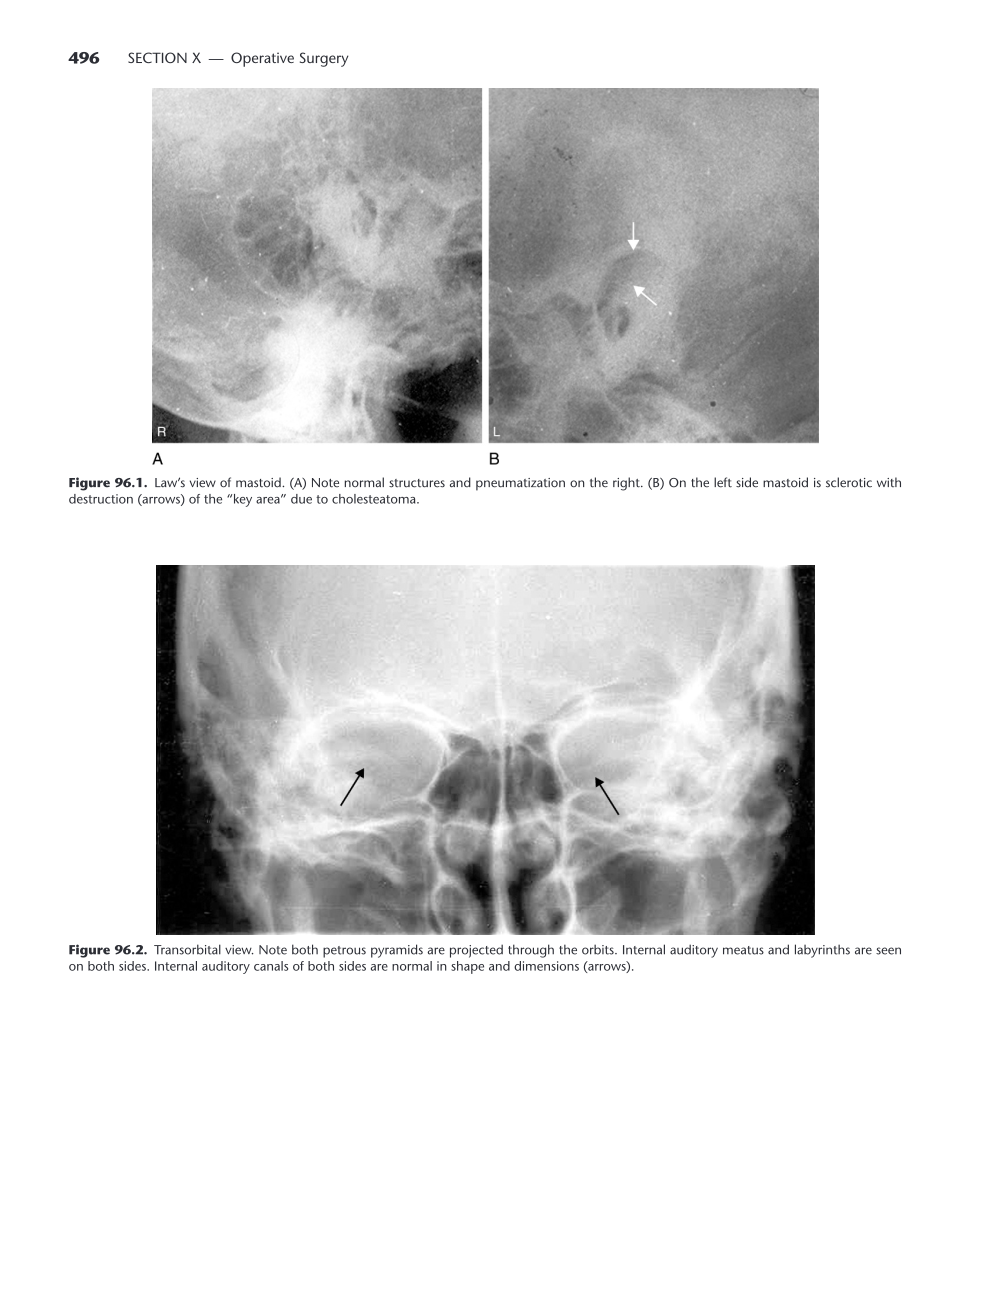 496 SECTION X — Operative Surgery
R
L
A
B
Figure 96.1. Law’s view of mastoid. (A) Note normal structures and pneumatization on the right. (B) On the left side mastoid is sclerotic with
destruction (arrows) of the “key area” due to cholesteatoma.
Figure 96.2. Transorbital view. Note both petrous pyramids are projected through the orbits. Internal auditory meatus and labyrinths are seen
on both sides. Internal auditory canals of both sides are normal in shape and dimensions (arrows).